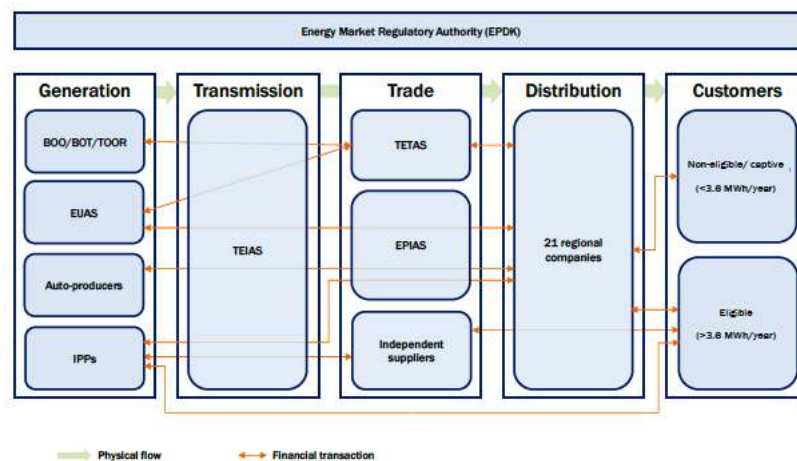 Energy Market Regulatory Authority (EPDK)
Generation
Transmission
Trade
Distribution
Customers
BOO/BOT/TOOR
EUAS
Auto-producers
IPPs
TEIAS
TETAS
EPIAS
Independent
suppliers
21 regional
companies
Non-eligible/ captive
(<3.6 MWh/year)
Eligible
(>3.6 MWh/year)
Physical flow
Financial transaction